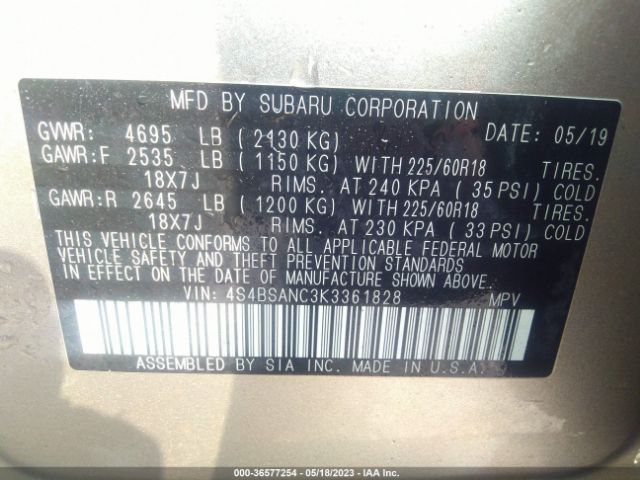 MFD BY SUBARU CORPORATION
GVWR: 4695 LB ( 2130 KG) DATE: 05/19
GAWR:F 2535 LB ( 1150 KG) WITH 225/60R18 TIRES.
18X7J RIMS. AT 240 KPA ( 35 PSI) COLD
GAWR:R 2645 LB ( 1200 KG) WITH 225/60R18 TIRES.
18X7J RIMS. AT 230 KPA ( 33 PSI) COLD
THIS VEHICLE CONFORMS TO ALL APPLICABLE FEDERAL MOTOR
VEHICLE SAFETY AND THEFT PREVENTION STANDARDS
IN EFFECT ON THE DATE OF MANUFACTURE SHOWN ABOVE.
VIN: 4S4BSANC3K3361828 MPV
ASSEMBLED BY SIA INC. MADE IN U.S.A.
000-36577254 - 05/18/2023 - IAA Inc.